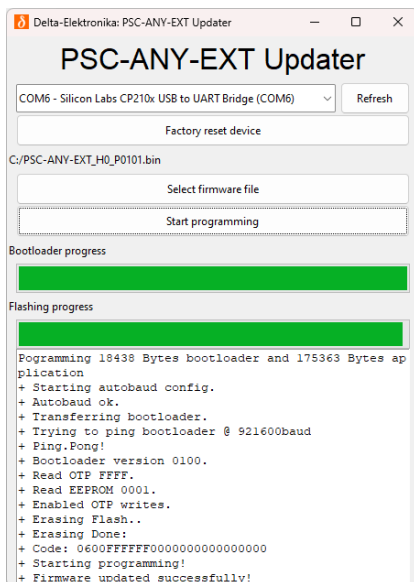 Delta-Elektronika: PSC-ANY-EXT Updater
PSC-ANY-EXT Updater
COM6 - Silicon Labs CP210x USB to UART Bridge (COM6)
Refresh
Factory reset device
C:/PSC-ANY-EXT_H0_P0101.bin
Select firmware file
Start programming
Bootloader progress
Flashing progress
Pogramming 18438 Bytes bootloader and 175363 Bytes ap
plication
+ Starting autobaud config.
+ Autobaud ok.
+ Transferring bootloader.
+ Trying to ping bootloader @ 921600baud
+ Ping.Pong!
+ Bootloader version 0100.
+ Read OTP FFFF.
+ Read EEPROM 0001.
+ Enabled OTP writes.
+ Erasing Flash..
+ Erasing Done:
+ Code: 0600FFFFFF0000000000000000
+ Starting programming!
+ Firmware updated successfully!